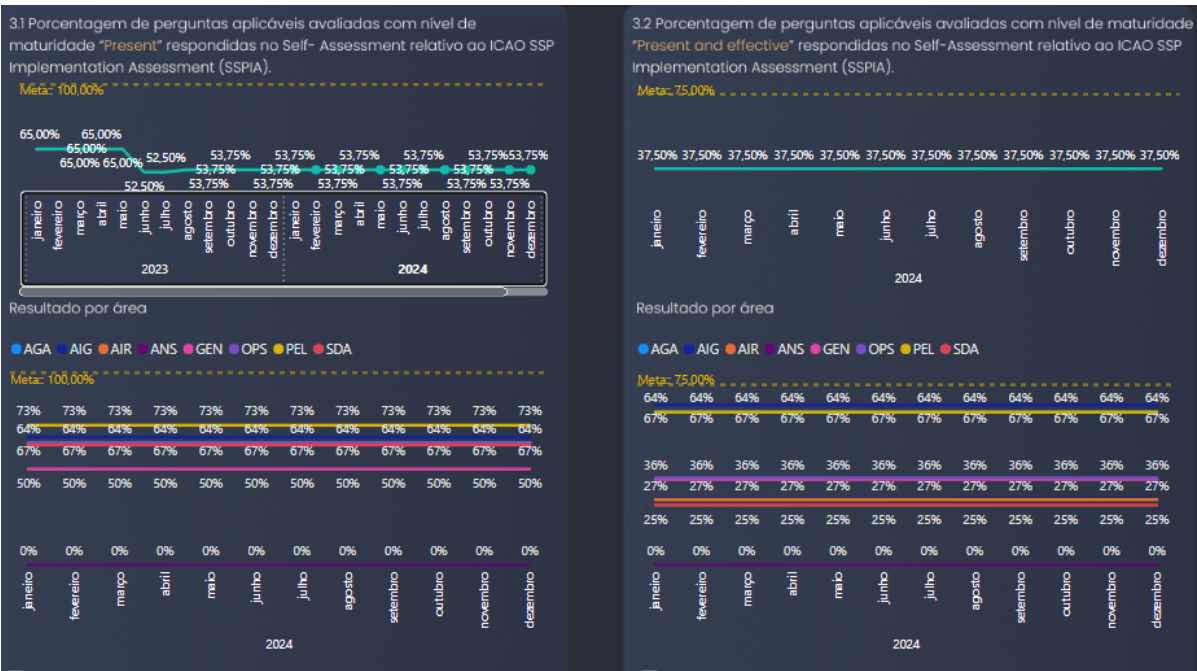 3.1 Porcentagem de perguntas aplicáveis avaliadas com nível de
maturidade “Present” respondidas no Self- Assessment relativo ao ICAO SSP
Implementation Assessment (SSPIA).
Meta:: 100,00%
65,00% 65,00%
65,00% 52,50% 53,75% 53,75% 53,75% 53,75% 53,75%53,75%
65,00% 65,00% 53,75% 53,75% 53,75% 53,75% 53,75%
52,50% 53,75% 53,75% 53,75% 53,75% 53,75% 53,75%
janeiro fevereiro março abril maio junho julho agosto setembro outubro novembro dezembro janeiro fevereiro março abril maio junho julho agosto setembro outubro novembro dezembro
2023 2024
Resultado por área
AGA AIG AIR ANS GEN OPS PEL SDA
Meta:: 100,00%
73% 73% 73% 73% 73% 73% 73% 73% 73% 73% 73% 73%
64% 64% 64% 64% 64% 64% 64% 64% 64% 64% 64% 64%
67% 67% 67% 67% 67% 67% 67% 67% 67% 67% 67% 67%
50% 50% 50% 50% 50% 50% 50% 50% 50% 50% 50% 50%
0% 0% 0% 0% 0% 0% 0% 0% 0% 0% 0% 0%
janeiro fevereiro março abril maio junho julho agosto setembro outubro novembro dezembro
2024
3.2 Porcentagem de perguntas aplicáveis avaliadas com nível de maturidade
“Present and effective” respondidas no Self-Assessment relativo ao ICAO SSP
Implementation Assessment (SSPIA).
Meta:: 75,00%
37,50% 37,50% 37,50% 37,50% 37,50% 37,50% 37,50% 37,50% 37,50% 37,50% 37,50% 37,50%
janeiro fevereiro março abril maio junho julho agosto setembro outubro novembro dezembro
2024
Resultado por área
AGA AIG AIR ANS GEN OPS PEL SDA
Meta:: 75,00%
64% 64% 64% 64% 64% 64% 64% 64% 64% 64% 64% 64%
67% 67% 67% 67% 67% 67% 67% 67% 67% 67% 67% 67%
36% 36% 36% 36% 36% 36% 36% 36% 36% 36% 36% 36%
27% 27% 27% 27% 27% 27% 27% 27% 27% 27% 27% 27%
25% 25% 25% 25% 25% 25% 25% 25% 25% 25% 25% 25%
0% 0% 0% 0% 0% 0% 0% 0% 0% 0% 0% 0%
janeiro fevereiro março abril maio junho julho agosto setembro outubro novembro dezembro
2024